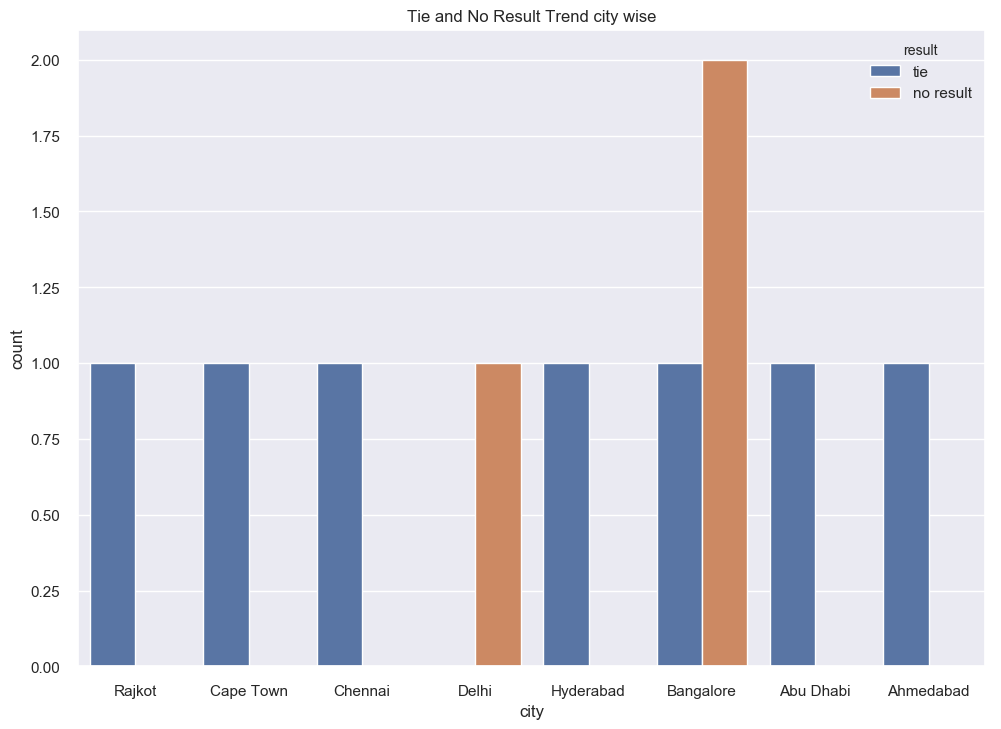 Tie and No Result Trend city wise
result
tie
no result
count
2.00
1.75
1.50
1.25
1.00
0.75
0.50
0.25
0.00
Rajkot Cape Town Chennai Delhi Hyderabad Bangalore Abu Dhabi Ahmedabad
city